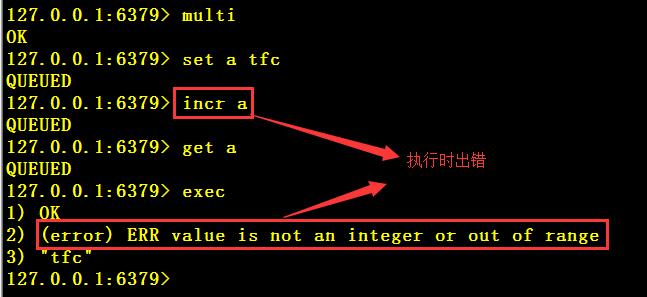 127.0.0.1:6379> multi
OK
127.0.0.1:6379> set a tfc
QUEUED
127.0.0.1:6379> incr a
QUEUED
127.0.0.1:6379> get a
QUEUED
127.0.0.1:6379> exec
1) OK
2) (error) ERR value is not an integer or out of range
3) "tfc"
127.0.0.1:6379>
执行时出错